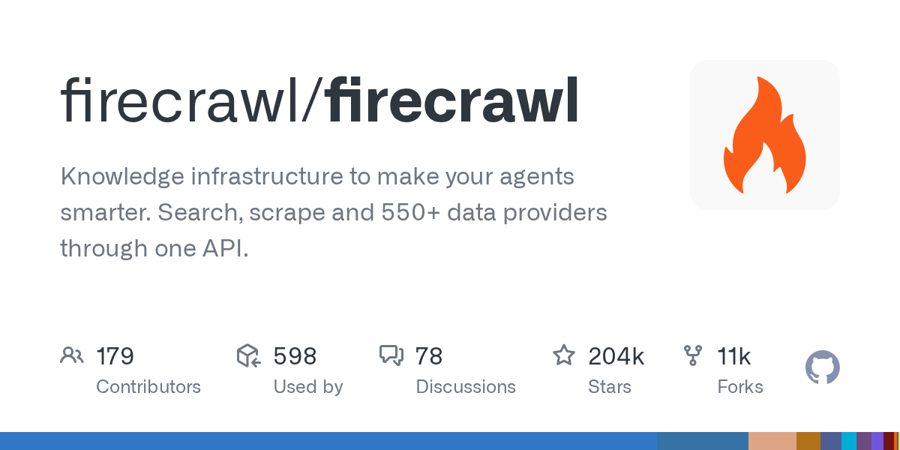 firecrawl/firecrawl
Knowledge infrastructure to make your agents
smarter. Search, scrape and 550+ data providers
through one API.
179
Contributors
598
Used by
78
Discussions
204k
Stars
11k
Forks